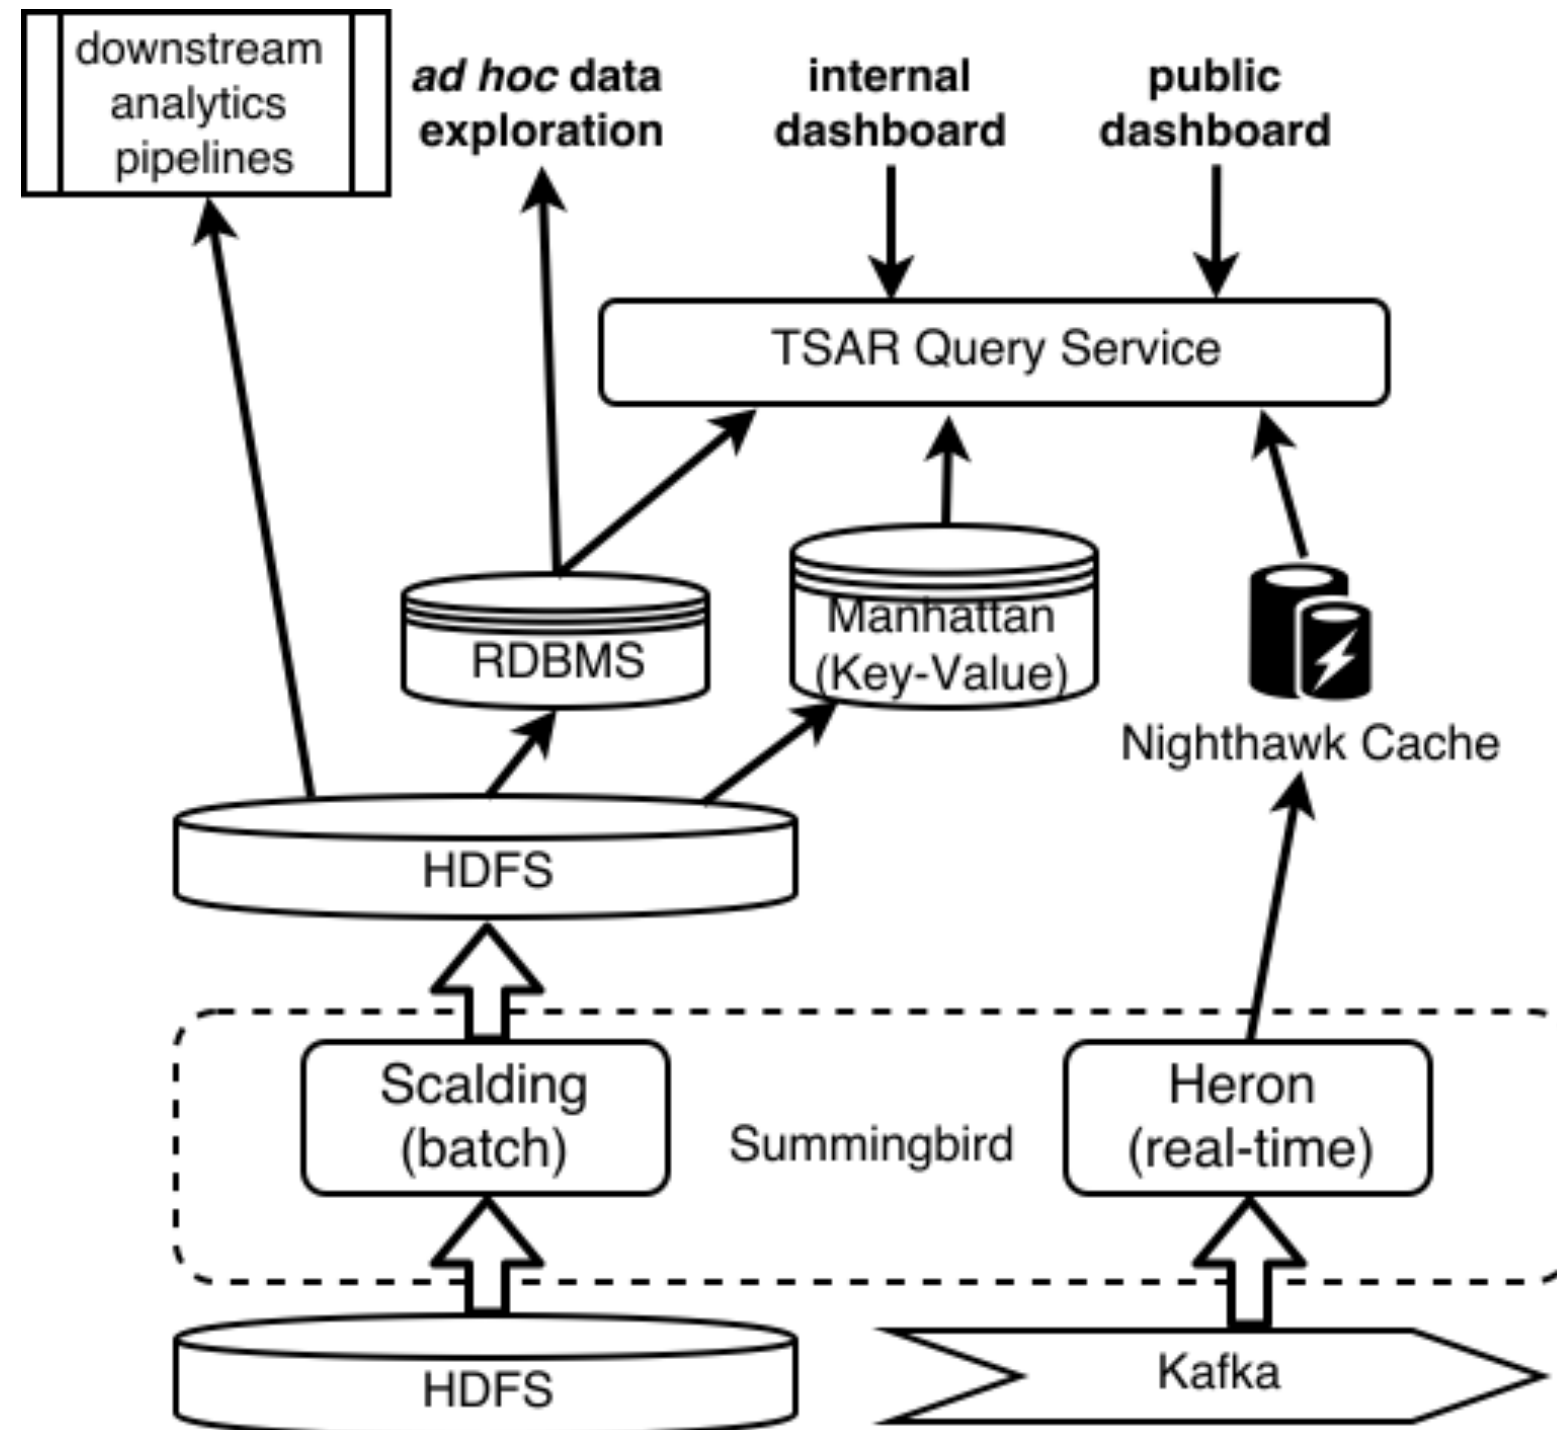 downstream
analytics
pipelines
ad hoc data
exploration
internal
dashboard
public
dashboard
TSAR Query Service
RDBMS
Manhattan
(Key-Value)
Nighthawk Cache
HDFS
Scalding
(batch)
Summingbird
Heron
(real-time)
HDFS
Kafka